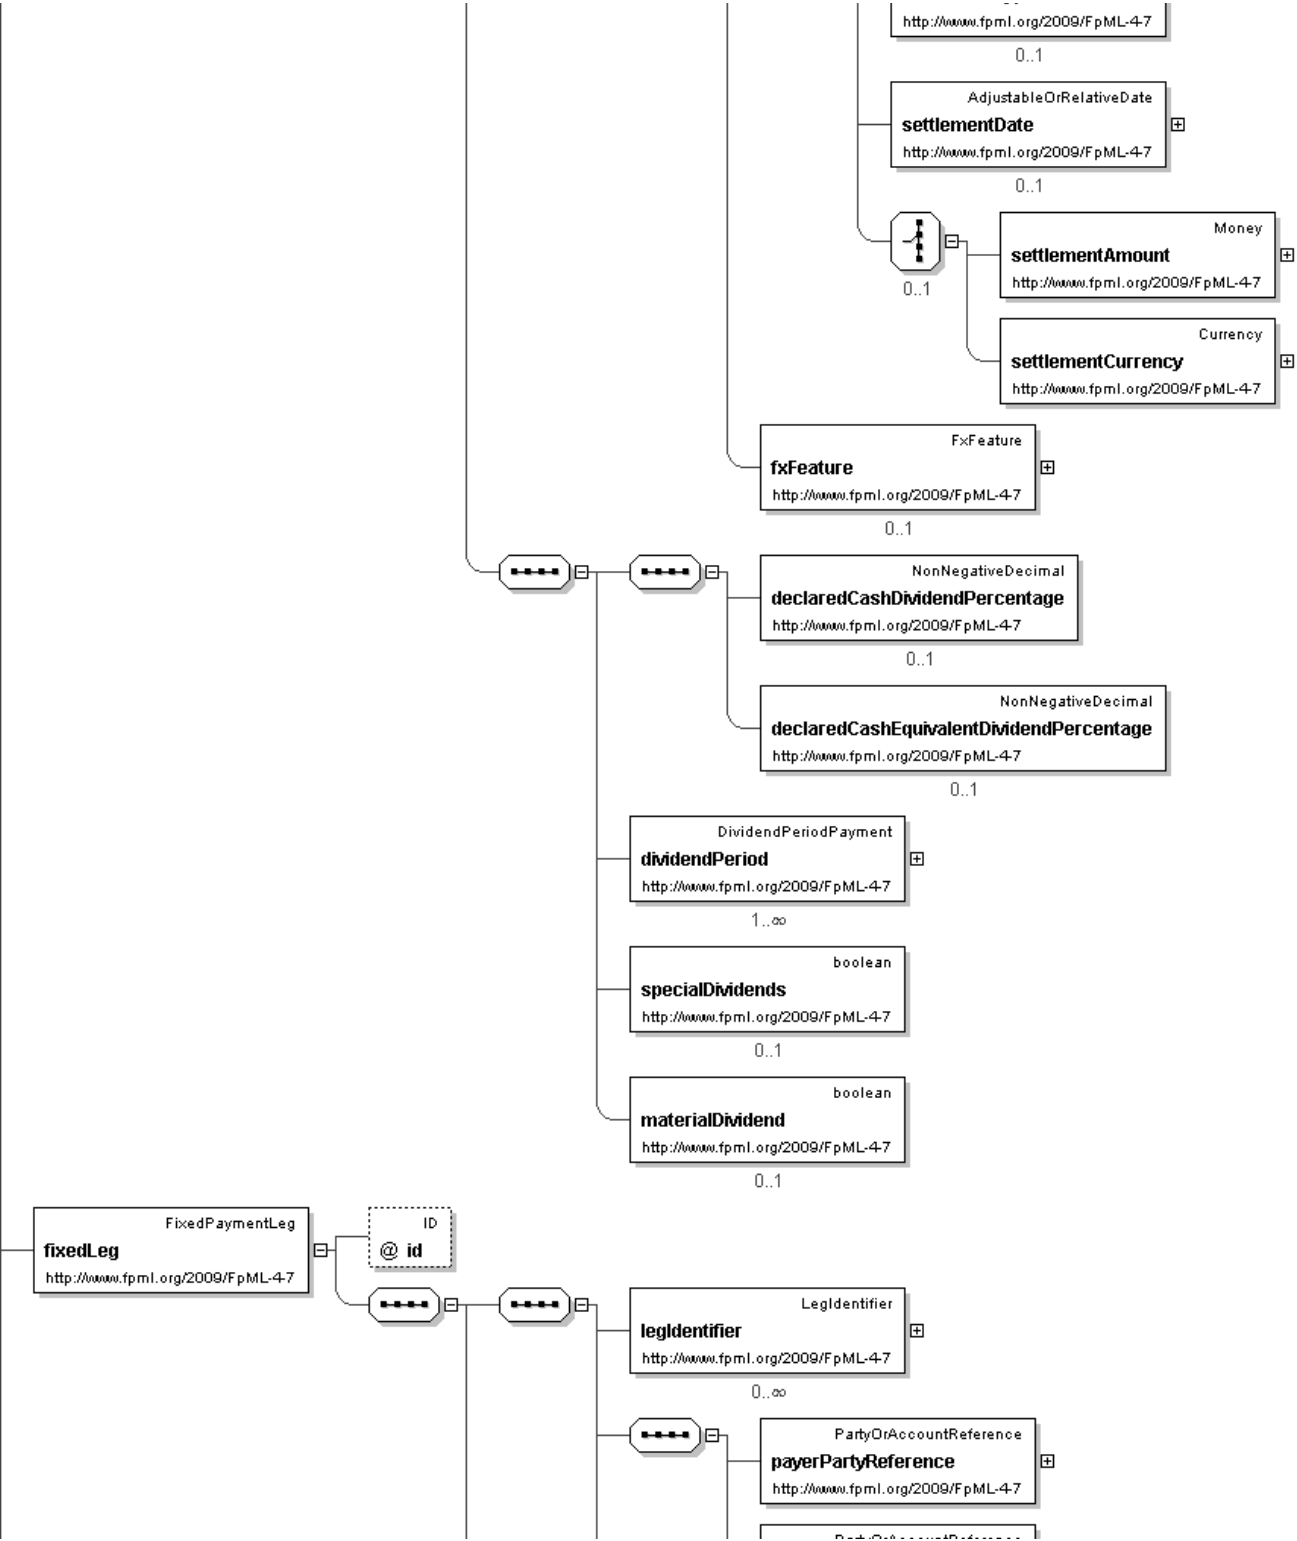 http://www.fpml.org/2009/FpML-4-7
0..1
AdjustableOrRelativeDate
settlementDate
http://www.fpml.org/2009/FpML-4-7
0..1
Money
settlementAmount
http://www.fpml.org/2009/FpML-4-7
0..1
Currency
settlementCurrency
http://www.fpml.org/2009/FpML-4-7
FxFeature
fxFeature
http://www.fpml.org/2009/FpML-4-7
0..1
NonNegativeDecimal
declaredCashDividendPercentage
http://www.fpml.org/2009/FpML-4-7
0..1
NonNegativeDecimal
declaredCashEquivalentDividendPercentage
http://www.fpml.org/2009/FpML-4-7
0..1
DividendPeriodPayment
dividendPeriod
http://www.fpml.org/2009/FpML-4-7
1..∞
boolean
specialDividends
http://www.fpml.org/2009/FpML-4-7
0..1
boolean
materialDividend
http://www.fpml.org/2009/FpML-4-7
0..1
FixedPaymentLeg
fixedLeg
http://www.fpml.org/2009/FpML-4-7
ID
@ id
LegIdentifier
legIdentifier
http://www.fpml.org/2009/FpML-4-7
0..∞
PartyOrAccountReference
payerPartyReference
http://www.fpml.org/2009/FpML-4-7
PartyOrAccountReference